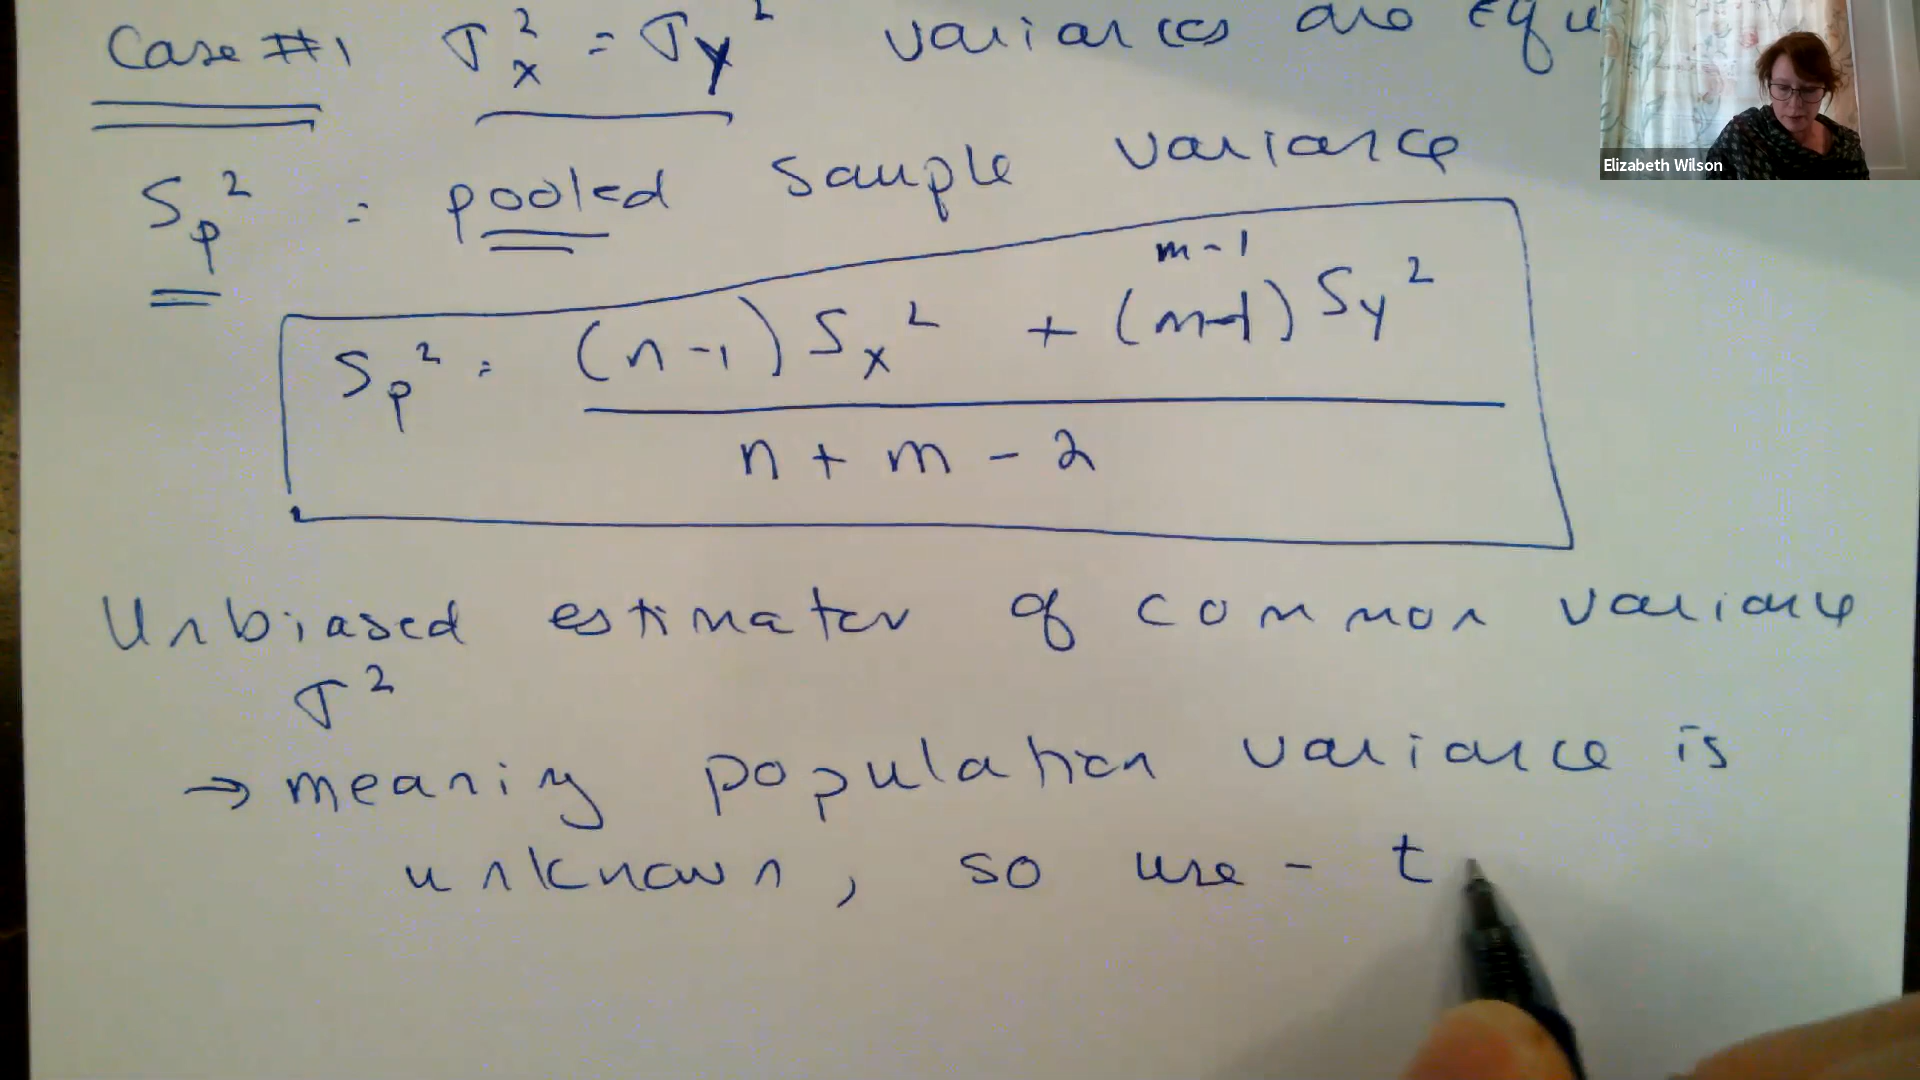 Case #1 σx² = σy² variances are equ
Elizabeth Wilson
Sp² = pooled sample variance
m-1
Sp² = (n-1) Sx² + (m-1) Sy²
n + m - 2
Unbiased estimator of common variance
σ²
→ meaning population variance is
unknown, so use - t